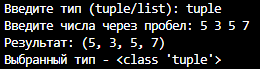 Введите тип (tuple/list): tuple
Введите числа через пробел: 5 3 5 7
Результат: (5, 3, 5, 7)
Выбранный тип - <class 'tuple'>